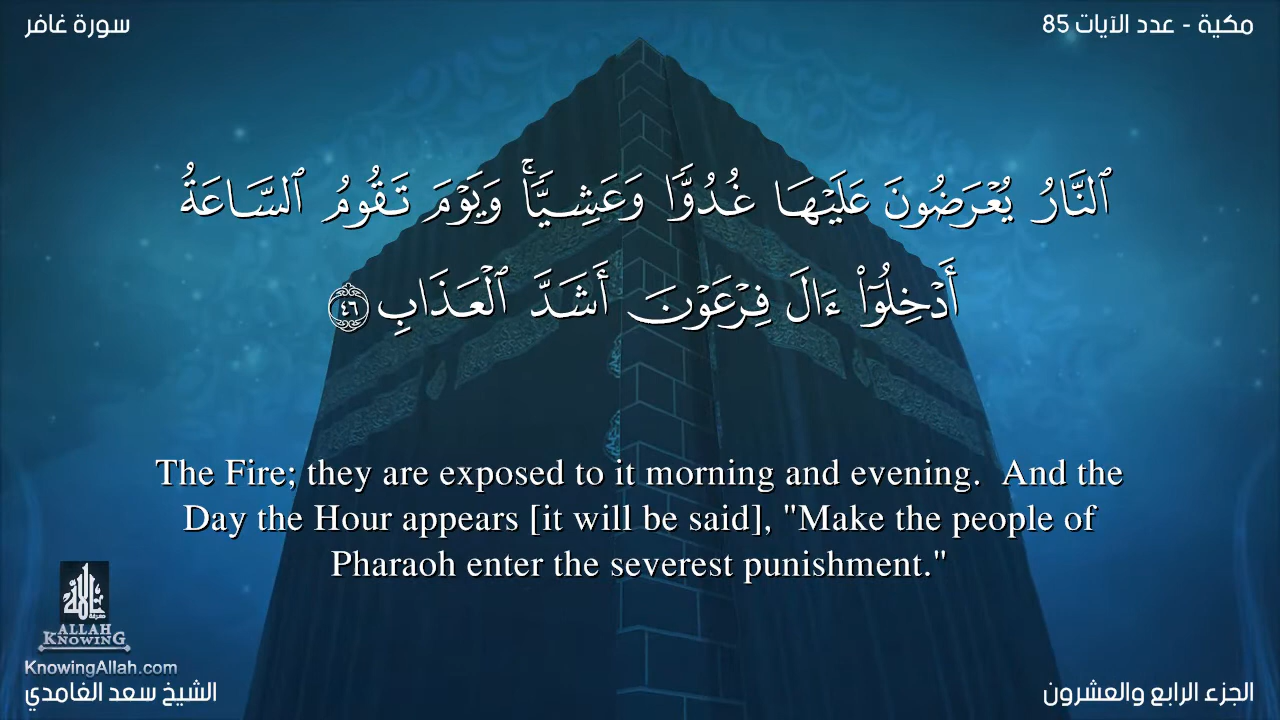 سورة غافر
مكية - عدد الآيات 85
ٱلنَّارُ يُعْرَضُونَ عَلَيْهَا غُدُوًّا وَعَشِيًّا ۖ وَيَوْمَ تَقُومُ ٱلسَّاعَةُ
أَدْخِلُوٓا۟ ءَالَ فِرْعَوْنَ أَشَدَّ ٱلْعَذَابِ ٤٦
The Fire; they are exposed to it morning and evening.  And the
Day the Hour appears [it will be said], "Make the people of
Pharaoh enter the severest punishment."
ALLAH
KNOWING
KnowingAllah.com
الشيخ سعد الغامدي
الجزء الرابع والعشرون